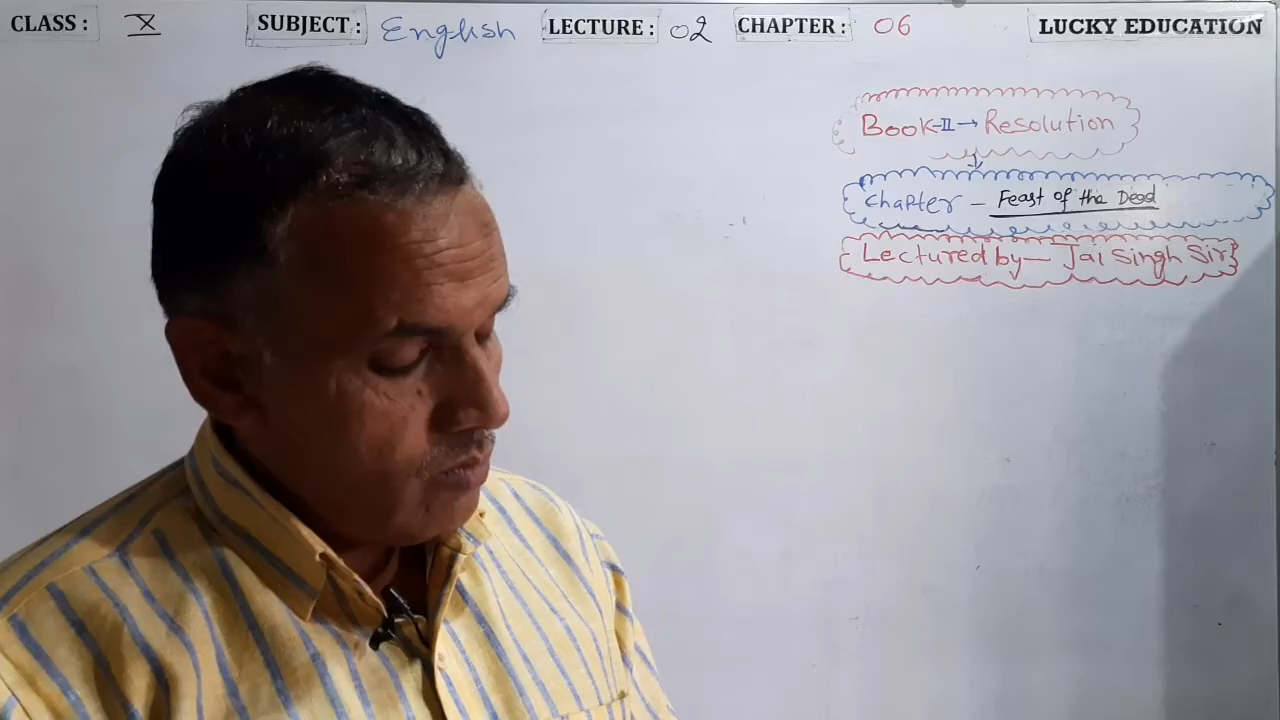 CLASS : X SUBJECT : English LECTURE : 02 CHAPTER : 06 LUCKY EDUCATION
Book-II → Resolution
Chapter - Feast of the Dead
Lectured by - Jai Singh Sir